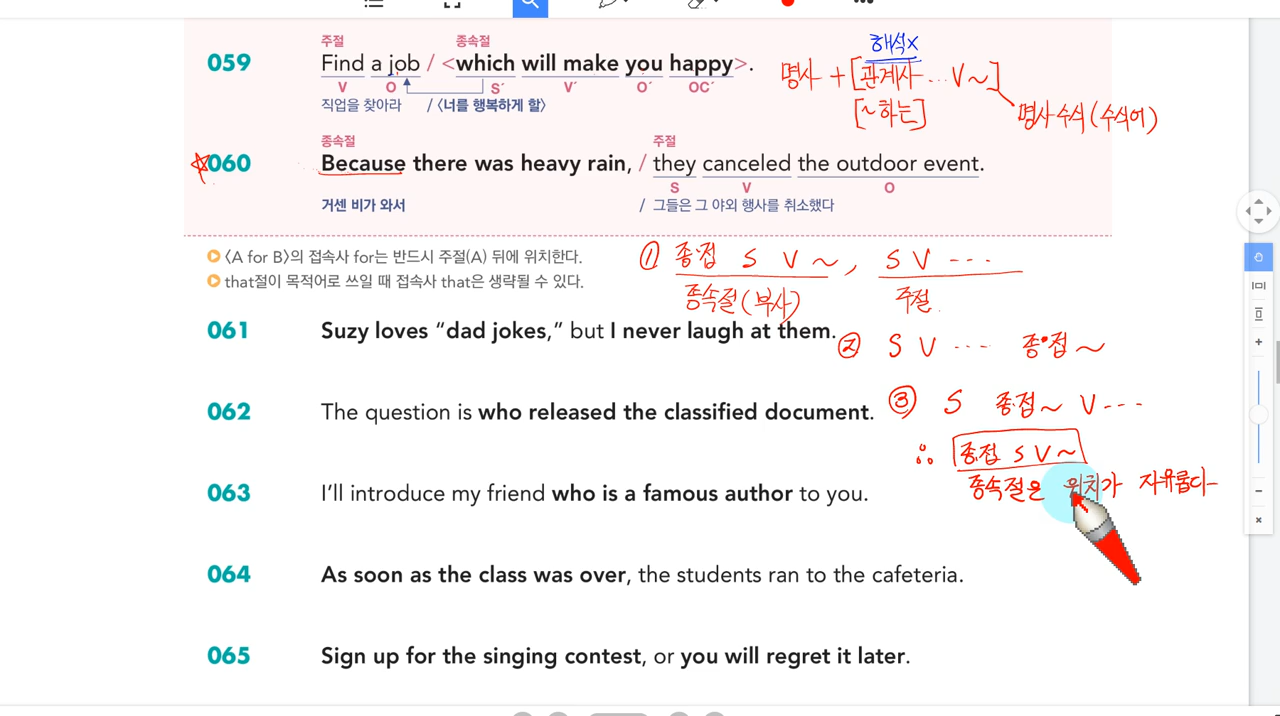 주절 종속절 해석X
059 Find a job / <which will make you happy>. 명사 + [관계사 ... V~]
V O S´ V´ O´ OC´
직업을 찾아라 / 〈너를 행복하게 할〉 [~하는] 명사수식(수식어)
종속절 주절
060 Because there was heavy rain, / they canceled the outdoor event.
S V O
거센 비가 와서 / 그들은 그 야외 행사를 취소했다
〈A for B〉의 접속사 for는 반드시 주절(A) 뒤에 위치한다. ① 종·접 S V ~, S V ...
that절이 목적어로 쓰일 때 접속사 that은 생략될 수 있다. 종속절(부사) 주절
061 Suzy loves “dad jokes,” but I never laugh at them. ② S V ... 종·접 ~
062 The question is who released the classified document. ③ S 종접~ V ...
∴ 종접 S V ~
063 I’ll introduce my friend who is a famous author to you. 종속절은 위치가 자유롭다
064 As soon as the class was over, the students ran to the cafeteria.
065 Sign up for the singing contest, or you will regret it later.